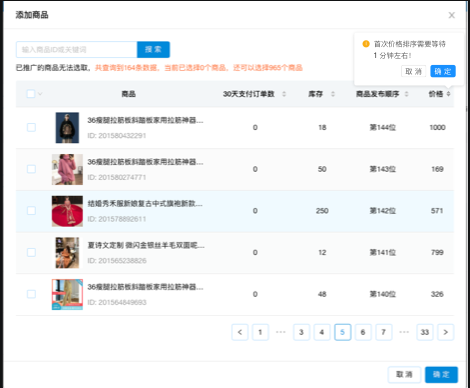 添加商品
首次价格排序需要等待
1 分钟左右!
取 消 确 定
输入商品ID或关键词 搜 索
已推广的商品无法选取, 共查询到164条数据, 当前已选择0个商品, 还可以选择965个商品
商品 30天支付订单数 库存 商品发布顺序 价格
36瘦腿拉筋板斜踏板家用拉筋神器... 0 18 第144位 1000
ID: 201580432291
36瘦腿拉筋板斜踏板家用拉筋神器... 0 50 第143位 169
ID: 201580274771
结婚秀禾服新娘复古中式旗袍新款... 0 250 第142位 571
ID: 201578892611
夏诗文定制 微闪金银丝羊毛双面呢... 0 12 第141位 799
ID: 201565238826
36瘦腿拉筋板斜踏板家用拉筋神器... 0 48 第140位 326
ID: 201564849693
< 1 ··· 3 4 5 6 7 ··· 33 >
取 消 确 定